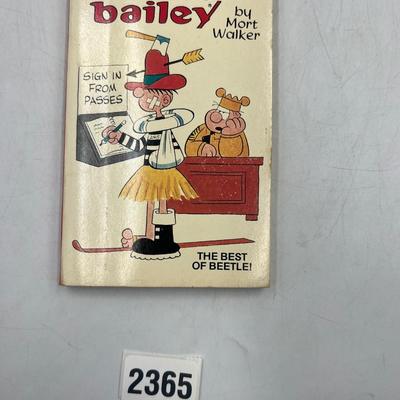 bailey
by
Mort
Walker
SIGN IN
FROM
PASSES
THE BEST
OF BEETLE!
2365